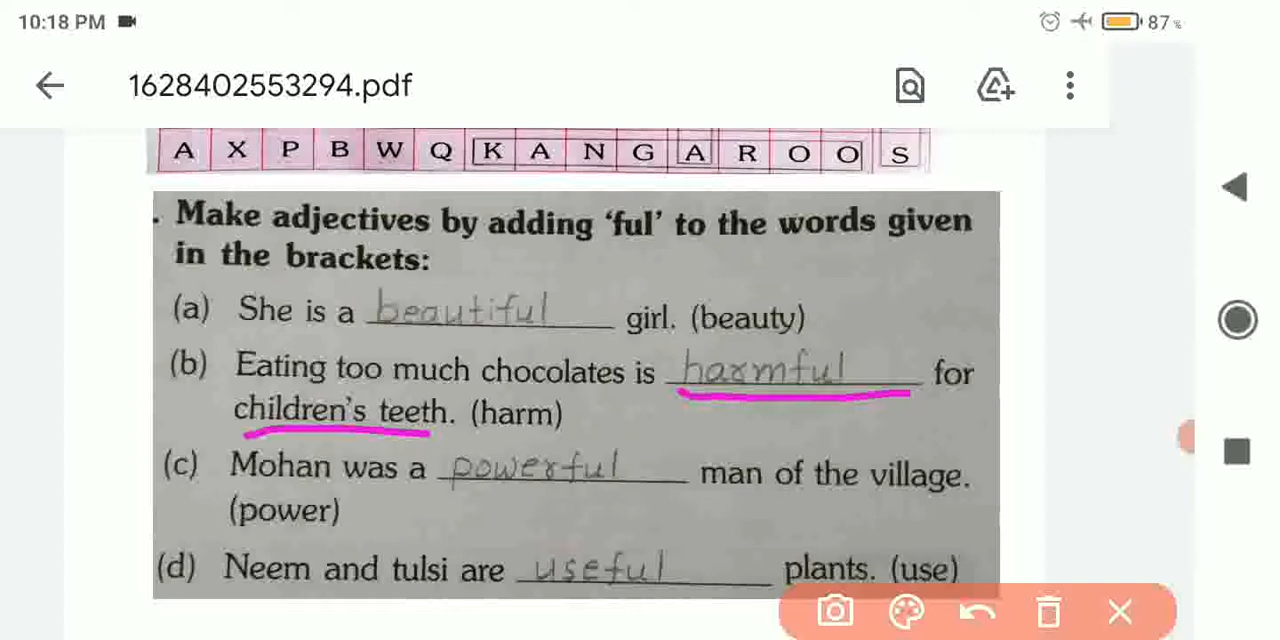 10:18 PM 87%
1628402553294.pdf
A X P B W Q K A N G A R O O S
. Make adjectives by adding ‘ful’ to the words given
in the brackets:
(a) She is a beautiful girl. (beauty)
(b) Eating too much chocolates is harmful for
children's teeth. (harm)
(c) Mohan was a powerful man of the village.
(power)
(d) Neem and tulsi are useful plants. (use)